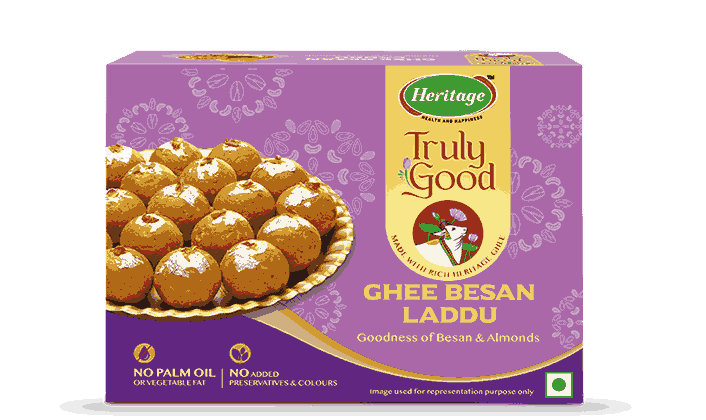 Heritage
HEALTH AND HAPPINESS
Truly
Good
MADE WITH RICH HERITAGE GHEE
GHEE BESAN
LADDU
Goodness of Besan & Almonds
NO PALM OIL
OR VEGETABLE FAT
NO ADDED
PRESERVATIVES & COLOURS
Image used for representation purpose only